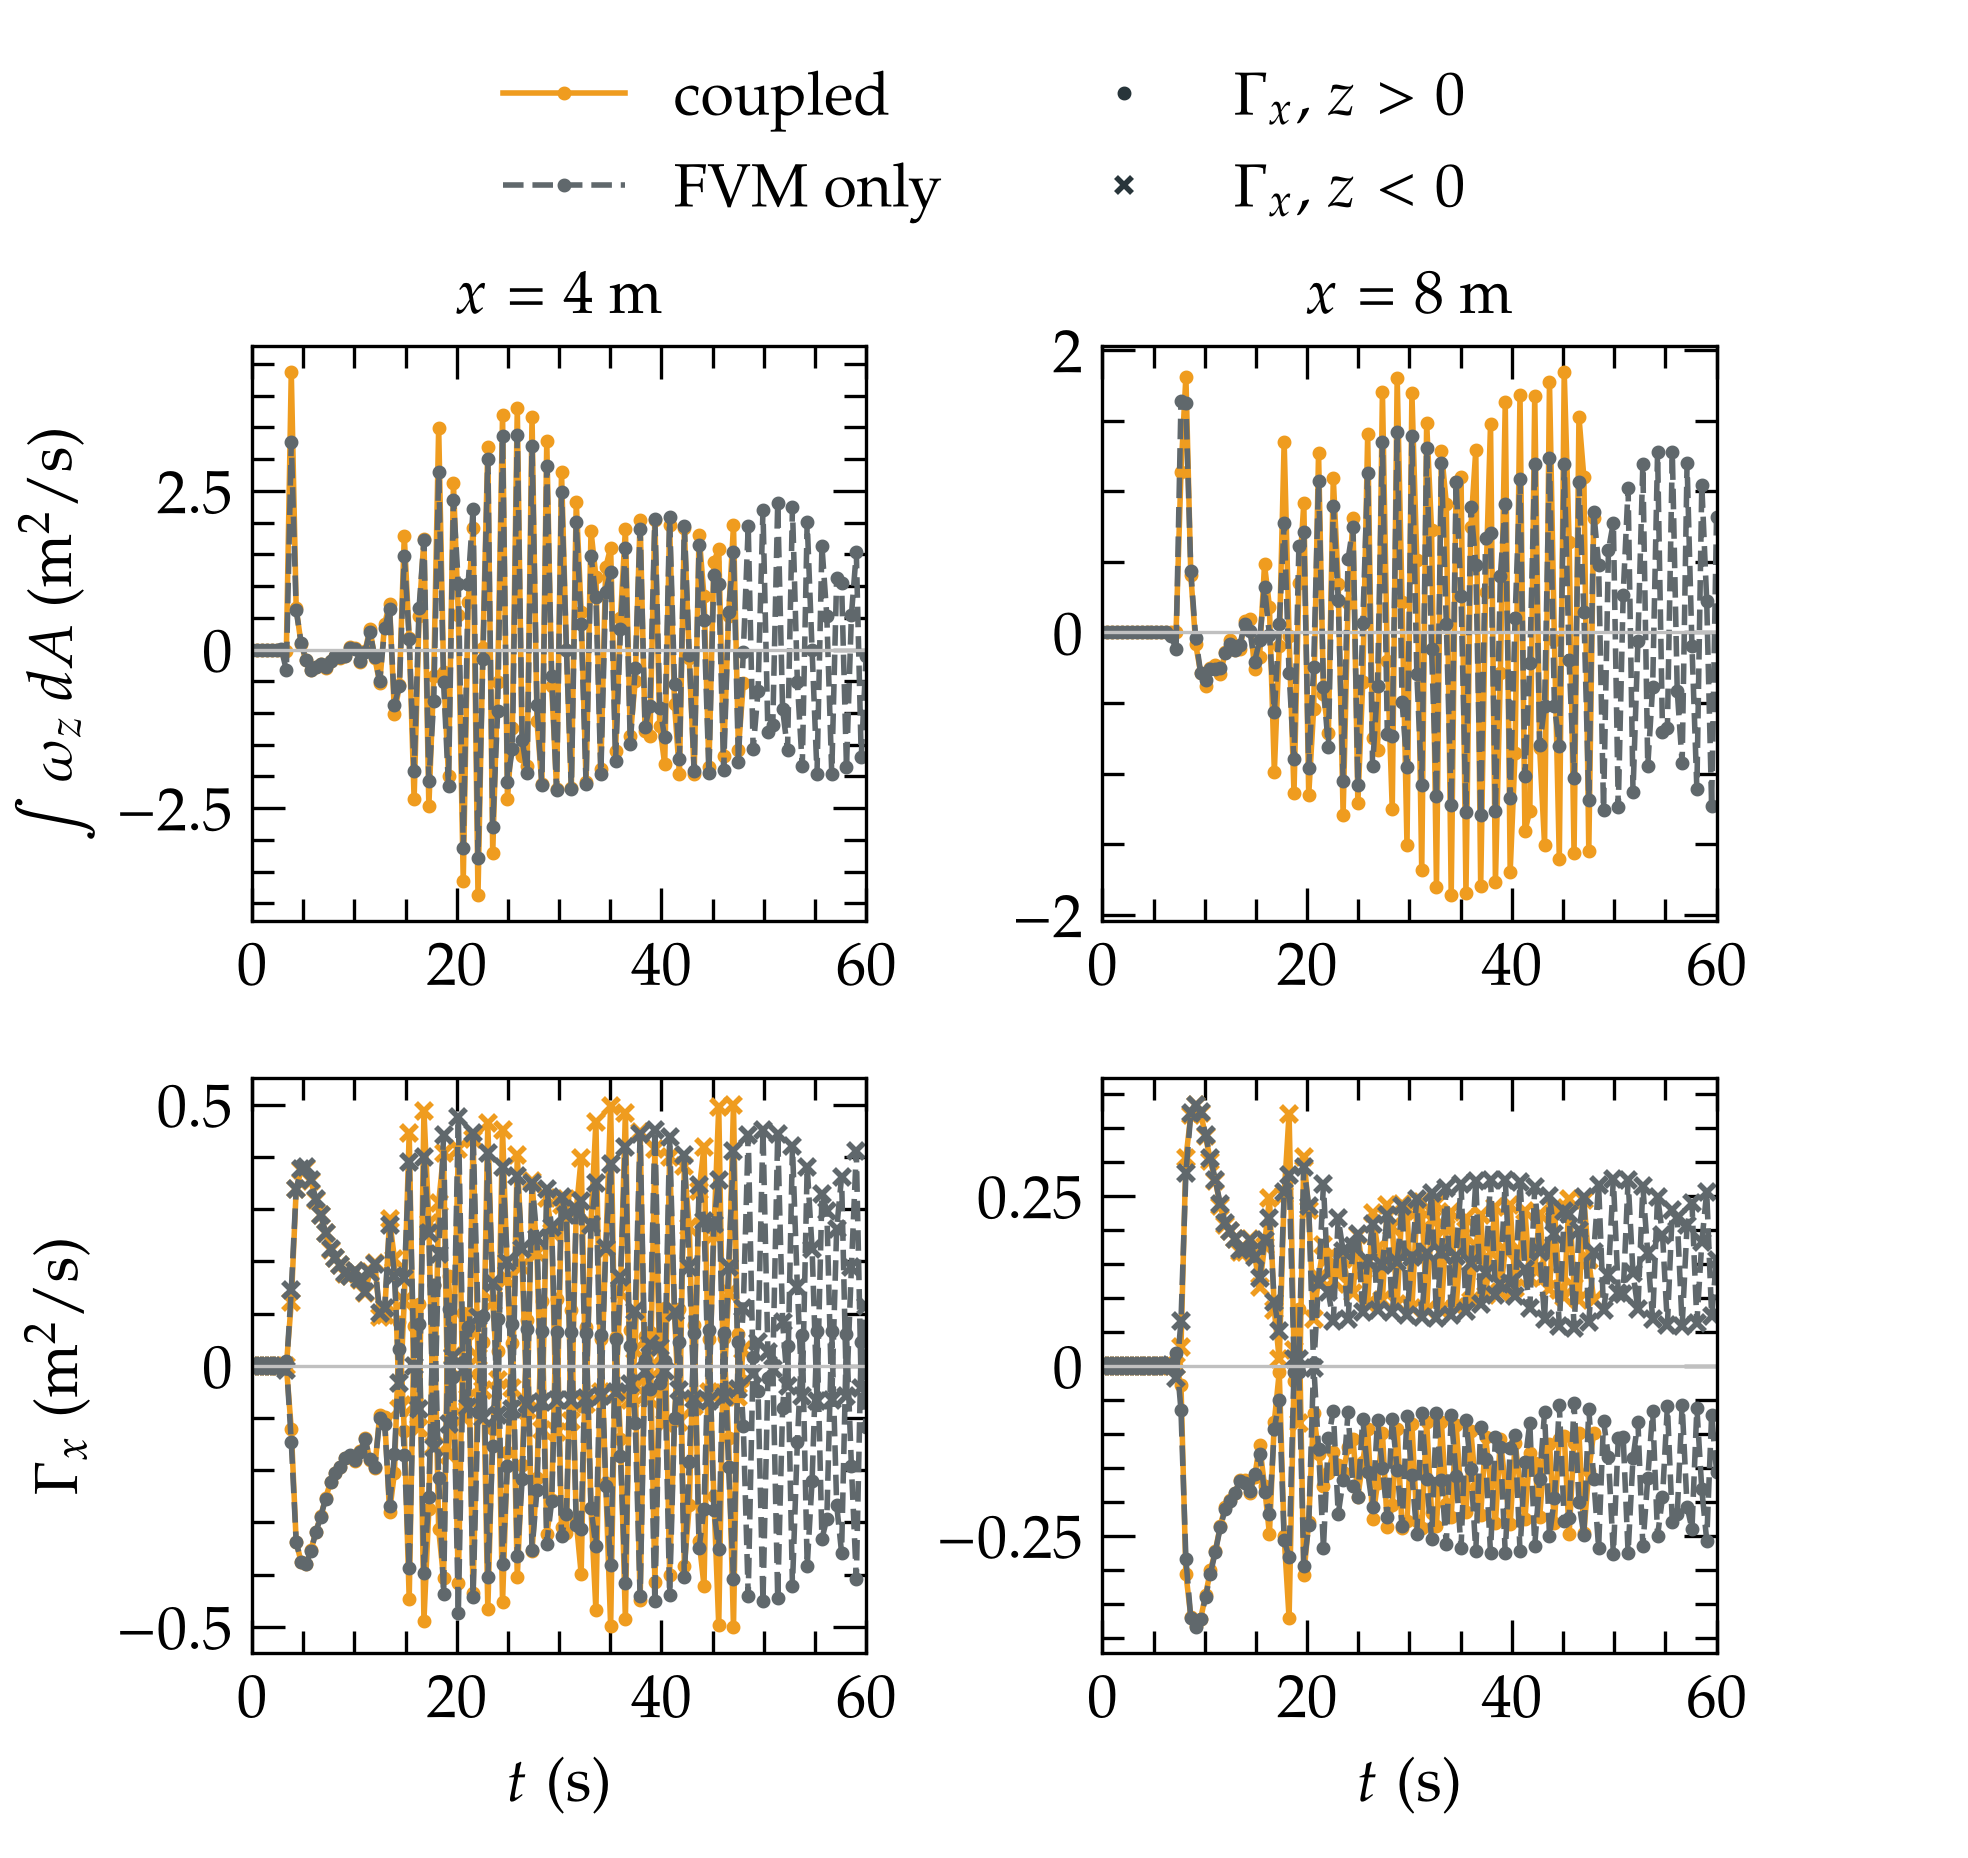 coupled
Γx, z > 0
FVM only
Γx, z < 0
x = 4 m
x = 8 m
∫ ωz dA (m²/s)
2.5
0
−2.5
0 20 40 60
2
0
−2
0 20 40 60
Γx (m²/s)
0.5
0
−0.5
0 20 40 60
t (s)
0.25
0
−0.25
0 20 40 60
t (s)